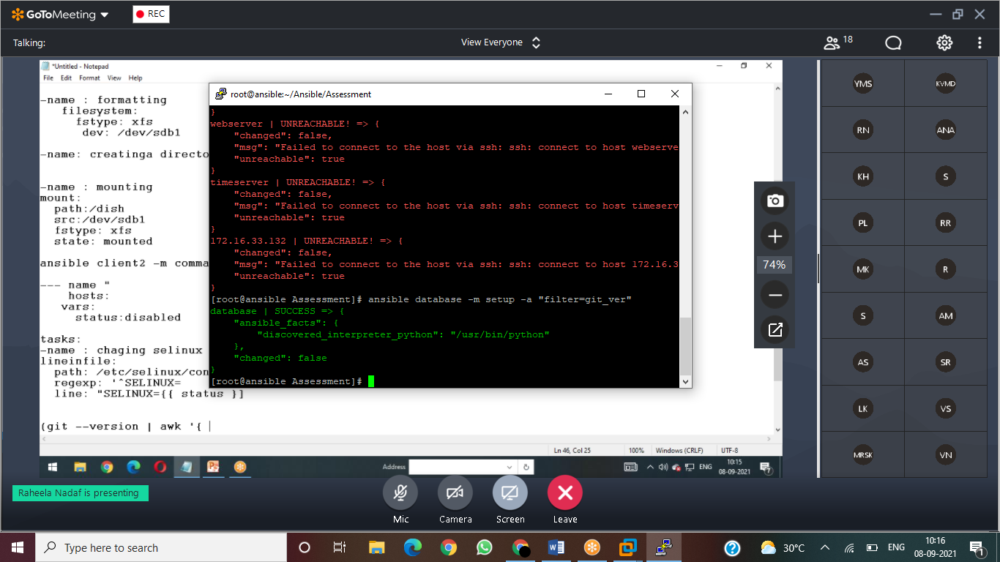 GoToMeeting
REC
Talking:
View Everyone
18
*Untitled - Notepad
File Edit Format View Help
-name : formatting
filesystem:
fstype: xfs
dev: /dev/sdb1
-name: creatinga directo
-name : mounting
mount:
path:/dish
src:/dev/sdb1
fstype: xfs
state: mounted
ansible client2 -m comma
--- name "
hosts:
vars:
status:disabled
tasks:
-name : chaging selinux
lineinfile:
path: /etc/selinux/con
regexp: '^SELINUX=
line: "SELINUX={{ status }]
(git --version | awk '{
Ln 46, Col 25
100%
Windows (CRLF)
UTF-8
root@ansible:~/Ansible/Assessment
}
webserver | UNREACHABLE! => {
"changed": false,
"msg": "Failed to connect to the host via ssh: ssh: connect to host webserve
"unreachable": true
}
timeserver | UNREACHABLE! => {
"changed": false,
"msg": "Failed to connect to the host via ssh: ssh: connect to host timeserv
"unreachable": true
}
172.16.33.132 | UNREACHABLE! => {
"changed": false,
"msg": "Failed to connect to the host via ssh: ssh: connect to host 172.16.3
"unreachable": true
}
[root@ansible Assessment]# ansible database -m setup -a "filter=git_ver"
database | SUCCESS => {
"ansible_facts": {
"discovered_interpreter_python": "/usr/bin/python"
},
"changed": false
}
[root@ansible Assessment]#
74%
YMS KVMD
RN ANA
KH S
PL RR
MK R
S AM
AS SR
LK VS
MRSK VN
Address
ENG
10:15
08-09-2021
7
Raheela Nadaf is presenting
Mic
Camera
Screen
Leave
Type here to search
30°C
ENG
10:16
08-09-2021
1